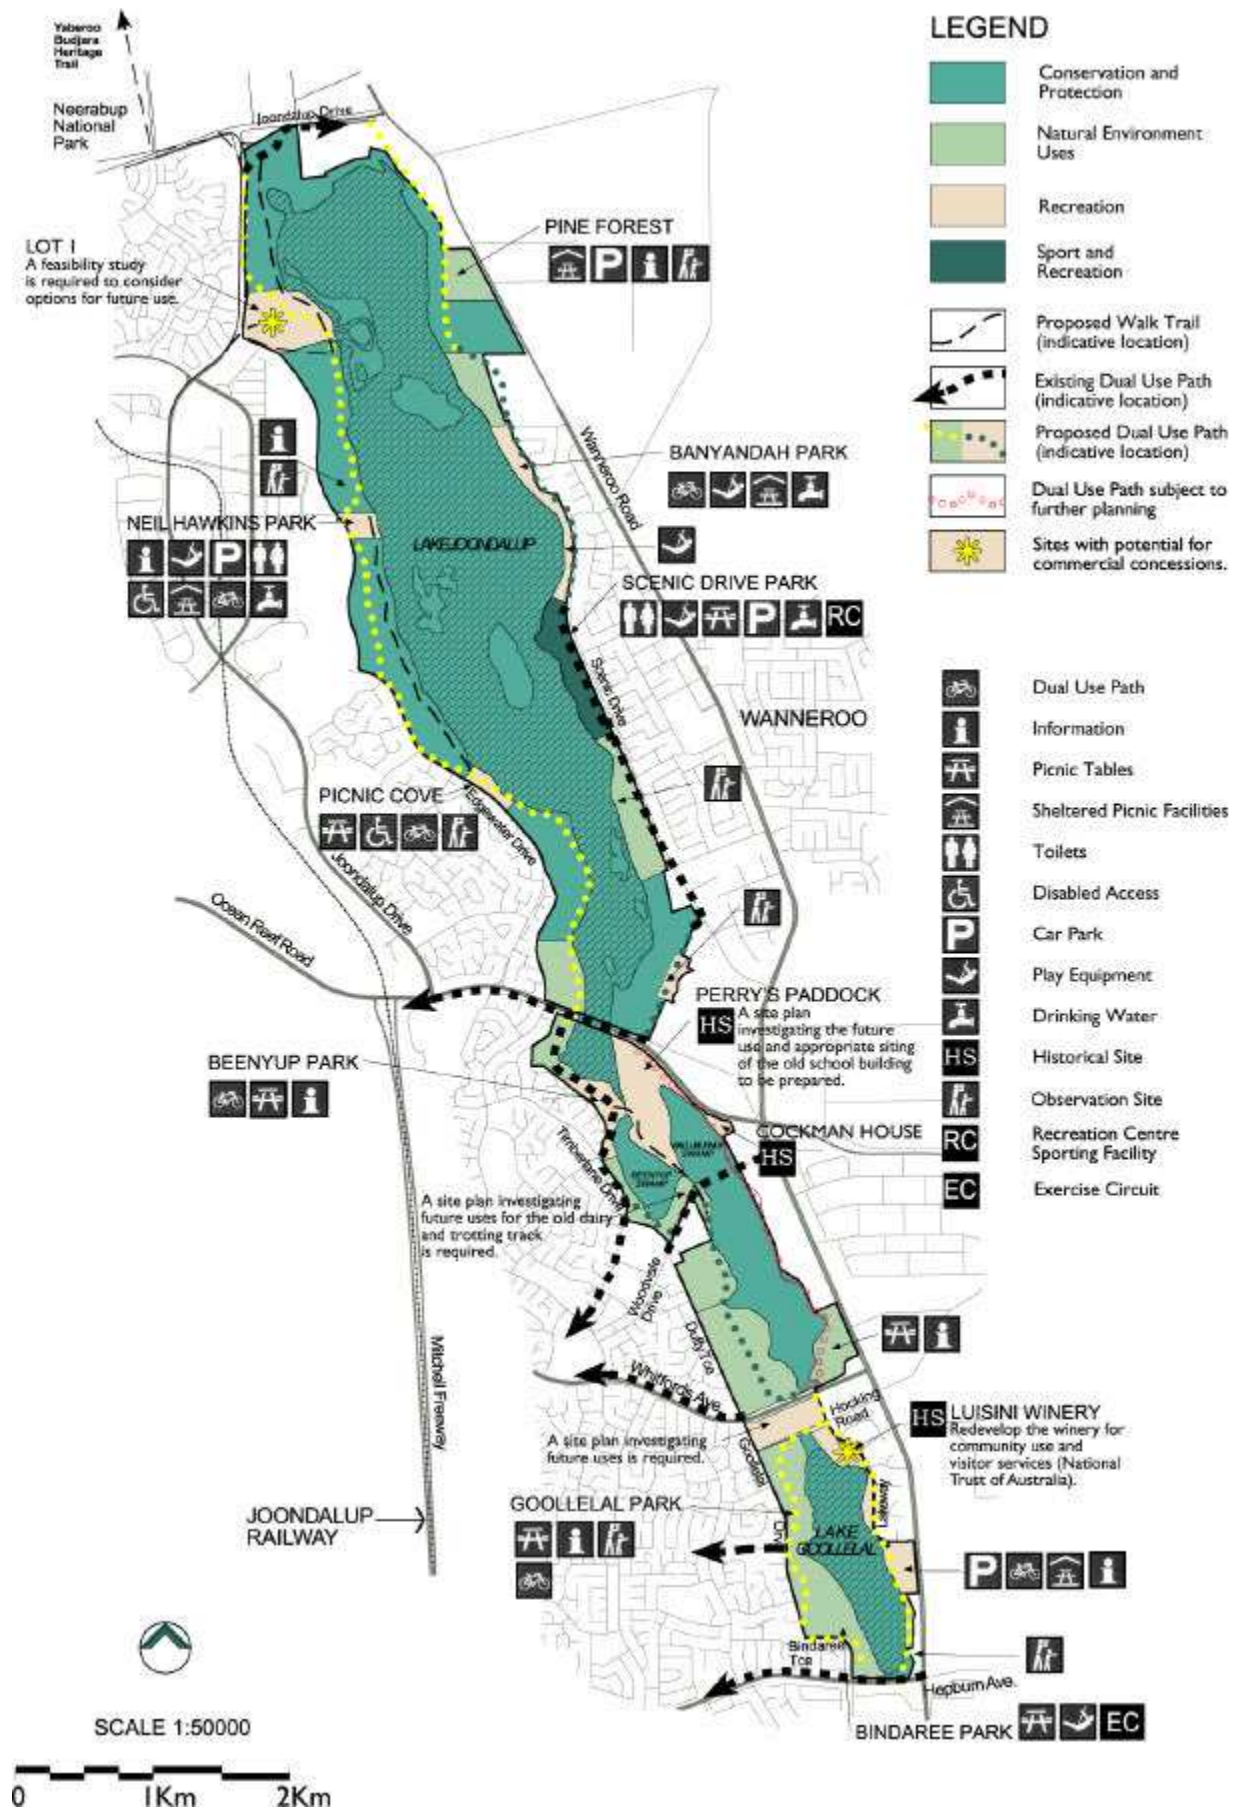 Yaberoo
Budjara
Heritage
Trail
Neerabup
National
Park
Joondalup Drive
LOT 1
A feasibility study
is required to consider
options for future use.
PINE FOREST
P
BANYANDAH PARK
Wanneroo Road
NEIL HAWKINS PARK
P
LAKE JOONDALUP
SCENIC DRIVE PARK
P
RC
Scenic Drive
WANNEROO
PICNIC COVE
Edgewater Drive
Joondalup Drive
Ocean Reef Road
PERRY'S PADDOCK
HS
A site plan
investigating the future
use and appropriate siting
of the old school building
to be prepared.
BEENYUP PARK
COCKMAN HOUSE
HS
Timberlane Drive
BEENYUP
SWAMP
SWAMP
A site plan investigating
future uses for the old dairy
and trotting track
is required.
Woodvale
Drive
Duffy Tce
Whitfords Ave.
Mitchell Freeway
Hocking
Road
HS
LUISINI WINERY
Redevelop the winery for
community use and
visitor services (National
Trust of Australia).
A site plan investigating
future uses is required.
Goollelal
Lakeway
GOOLLELAL PARK
JOONDALUP
RAILWAY
LAKE
GOOLLELAL
P
Bindaree
Tce
Hepburn Ave.
BINDAREE PARK
EC
SCALE 1:50000
0
1Km
2Km
LEGEND
Conservation and
Protection
Natural Environment
Uses
Recreation
Sport and
Recreation
Proposed Walk Trail
(indicative location)
Existing Dual Use Path
(indicative location)
Proposed Dual Use Path
(indicative location)
Dual Use Path subject to
further planning
Sites with potential for
commercial concessions.
Dual Use Path
Information
Picnic Tables
Sheltered Picnic Facilities
Toilets
Disabled Access
P
Car Park
Play Equipment
Drinking Water
HS
Historical Site
Observation Site
RC
Recreation Centre
Sporting Facility
EC
Exercise Circuit